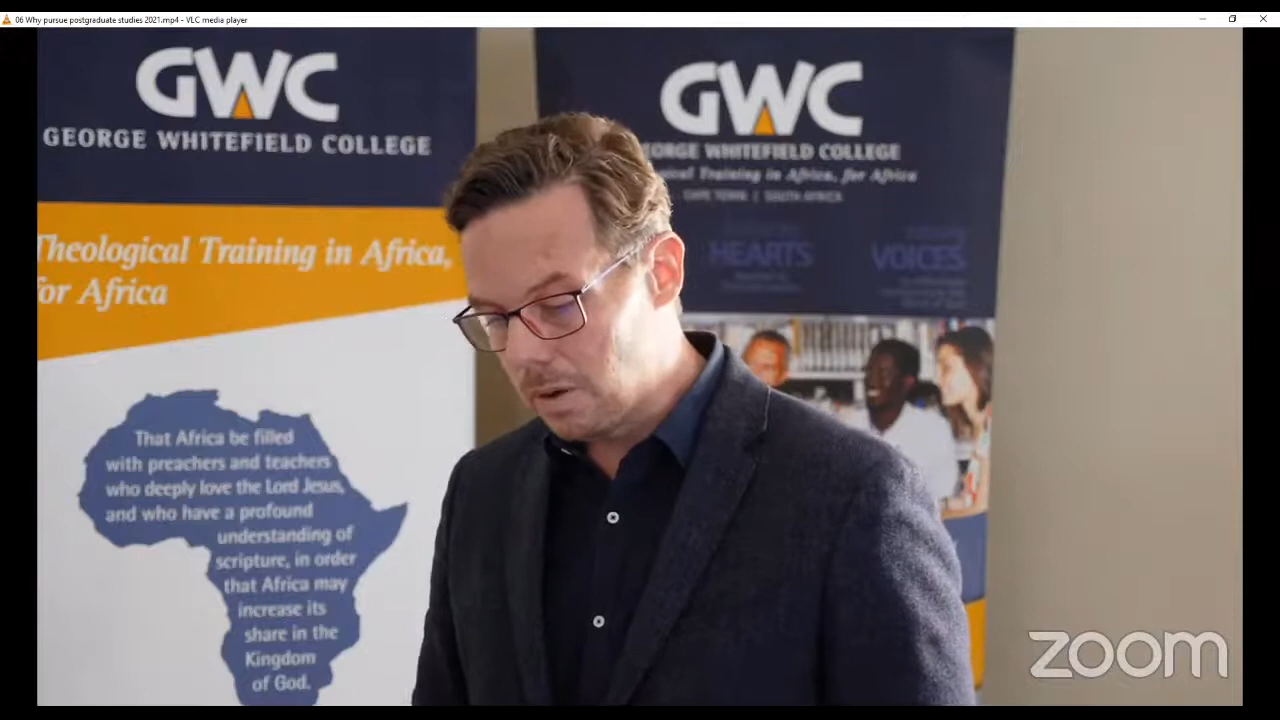 06 Why pursue postgraduate studies 2021.mp4 - VLC media player
GWC
GEORGE WHITEFIELD COLLEGE
Theological Training in Africa,
for Africa
That Africa be filled
with preachers and teachers
who deeply love the Lord Jesus,
and who have a profound
understanding of
scripture, in order
that Africa may
increase its
share in the
Kingdom
of God.
GWC
ORGE WHITEFIELD COLLEGE
ogical Training in Africa, for Africa
CAPE TOWN | SOUTH AFRICA
HEARTS
VOICES
zoom